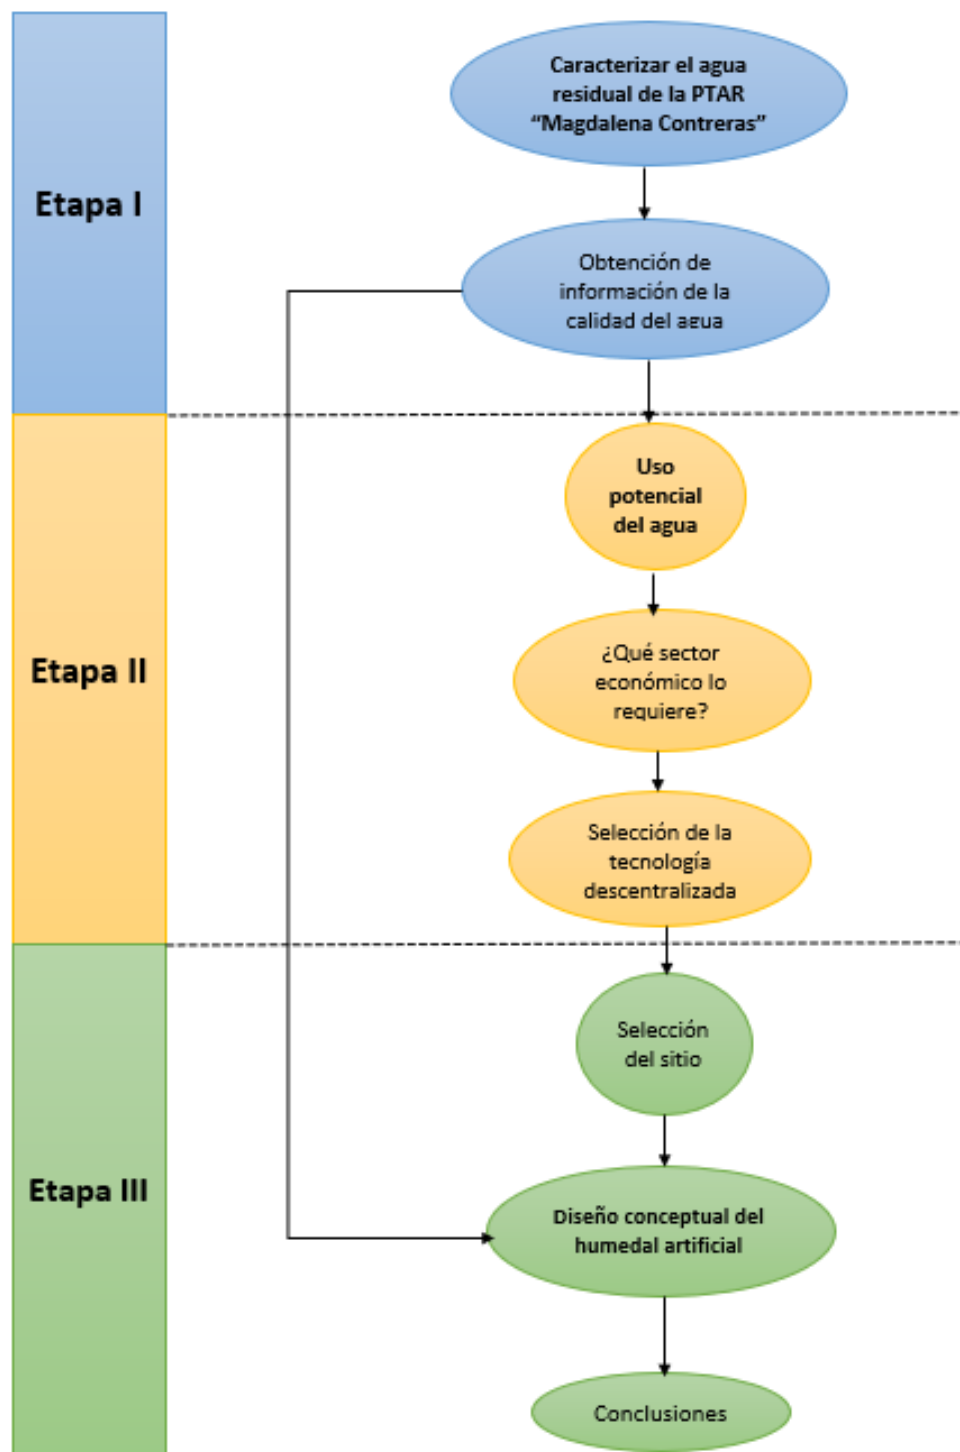 Etapa I
Caracterizar el agua
residual de la PTAR
“Magdalena Contreras”
Obtención de
información de la
calidad del agua
Etapa II
Uso
potencial
del agua
¿Qué sector
económico lo
requiere?
Selección de la
tecnología
descentralizada
Etapa III
Selección
del sitio
Diseño conceptual del
humedal artificial
Conclusiones